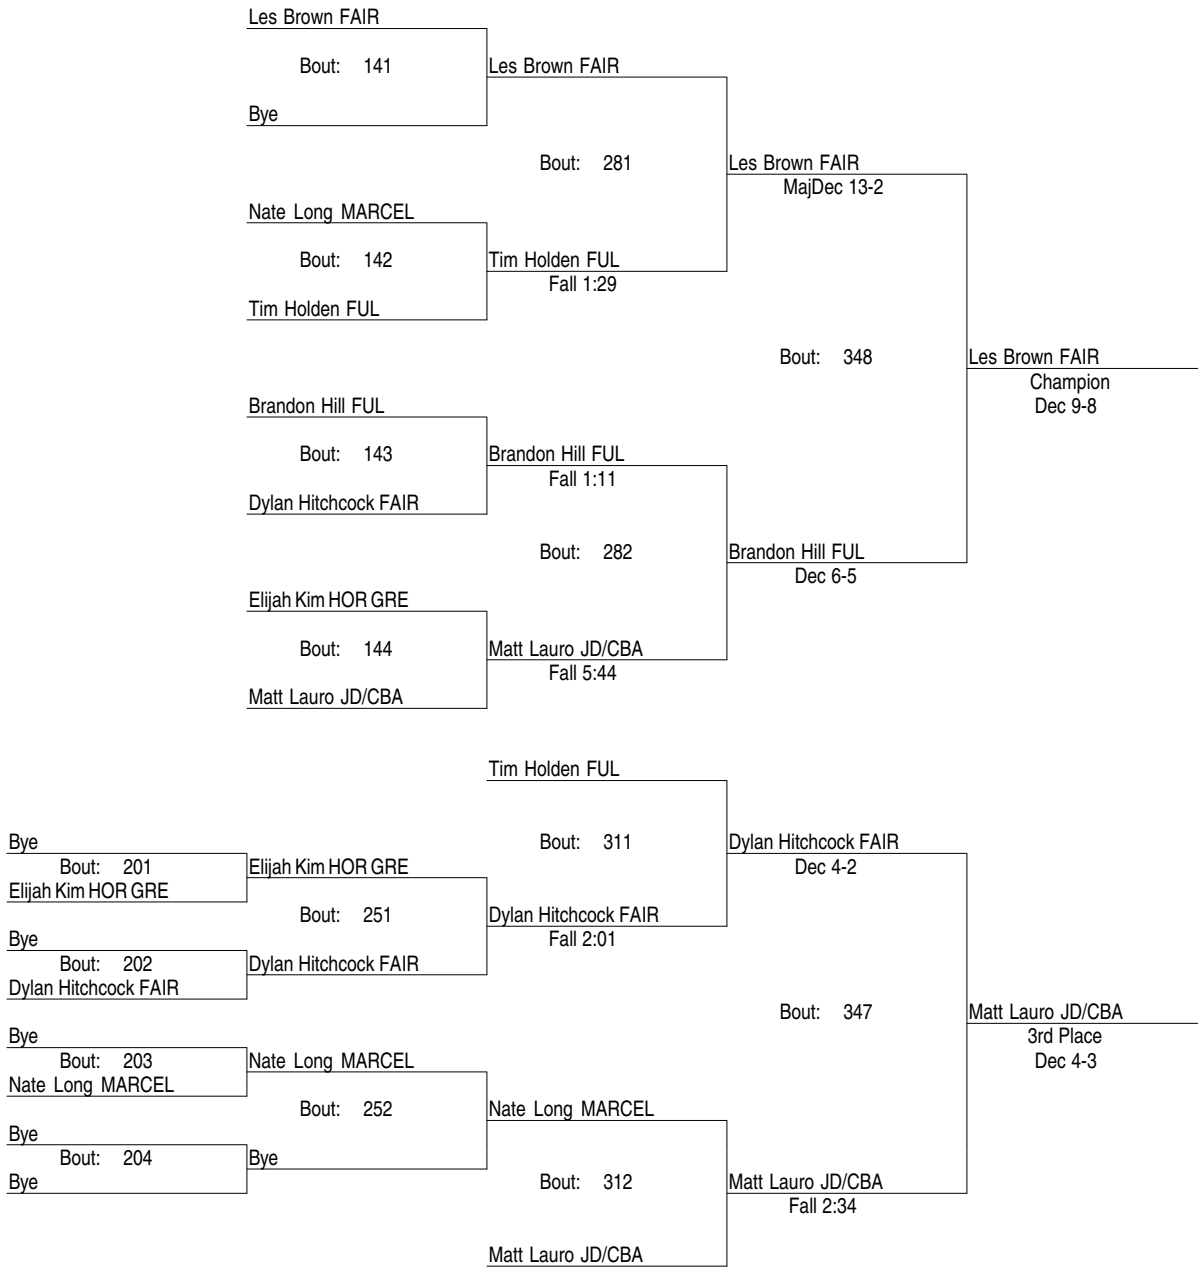 Les Brown FAIR
Bout: 141
Les Brown FAIR
Bye
Bout: 281
Les Brown FAIR
MajDec 13-2
Nate Long MARCEL
Bout: 142
Tim Holden FUL
Fall 1:29
Tim Holden FUL
Bout: 348
Les Brown FAIR
Champion
Dec 9-8
Brandon Hill FUL
Bout: 143
Brandon Hill FUL
Fall 1:11
Dylan Hitchcock FAIR
Bout: 282
Brandon Hill FUL
Dec 6-5
Elijah Kim HOR GRE
Bout: 144
Matt Lauro JD/CBA
Fall 5:44
Matt Lauro JD/CBA
Tim Holden FUL
Bye
Bout: 311
Dylan Hitchcock FAIR
Dec 4-2
Bout: 201
Elijah Kim HOR GRE
Elijah Kim HOR GRE
Bout: 251
Dylan Hitchcock FAIR
Fall 2:01
Bye
Bout: 202
Dylan Hitchcock FAIR
Dylan Hitchcock FAIR
Bout: 347
Matt Lauro JD/CBA
3rd Place
Dec 4-3
Bye
Bout: 203
Nate Long MARCEL
Nate Long MARCEL
Bout: 252
Nate Long MARCEL
Bye
Bout: 204
Bye
Bye
Bout: 312
Matt Lauro JD/CBA
Fall 2:34
Matt Lauro JD/CBA